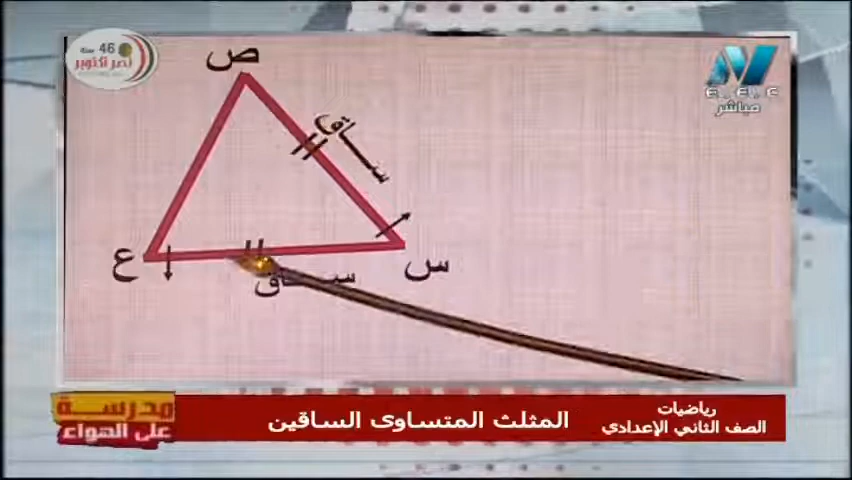 46 سنة
نصر أكتوبر
مباشر
ص
ساق
ع
س
ساق
مدرسة
على الهواء
المثلث المتساوى الساقين
رياضيات
الصف الثاني الإعدادي